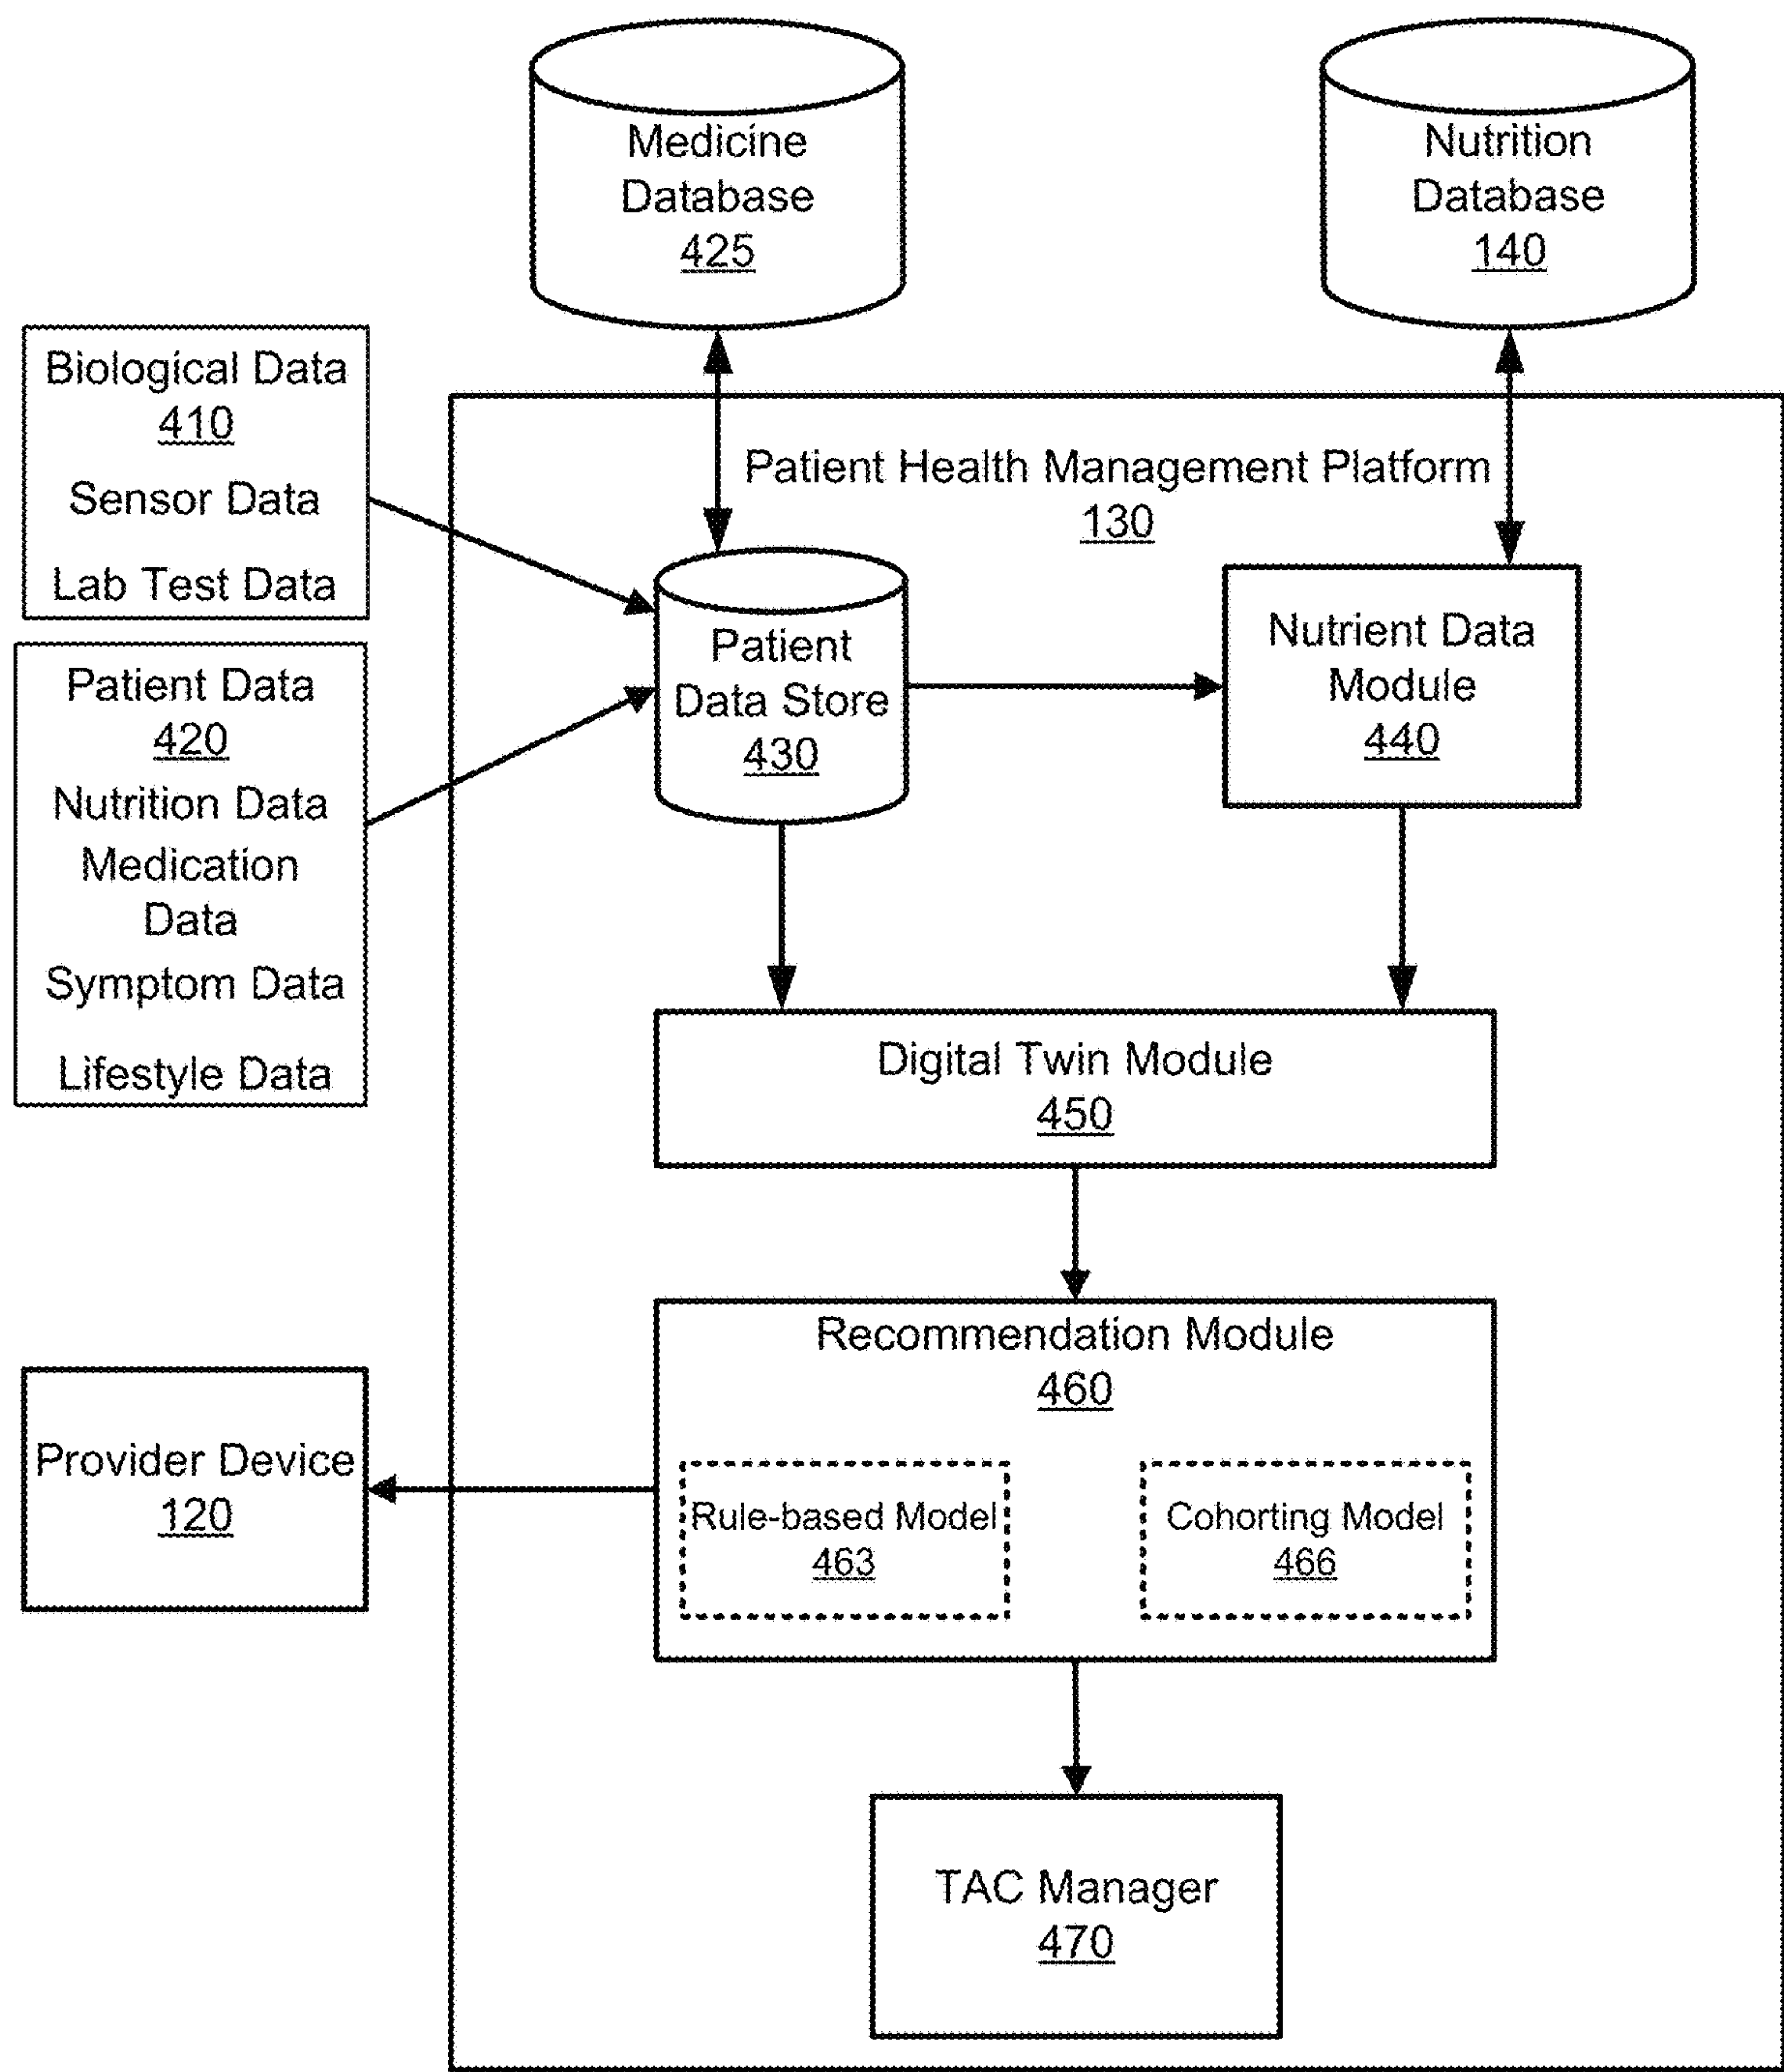 Medicine
Database
425
Nutrition
Database
140
Biological Data
410
Sensor Data
Lab Test Data
Patient Health Management Platform
130
Patient Data
420
Nutrition Data
Medication
Data
Symptom Data
Lifestyle Data
Patient
Data Store
430
Nutrient Data
Module
440
Digital Twin Module
450
Recommendation Module
460
Rule-based Model
463
Cohorting Model
466
Provider Device
120
TAC Manager
470